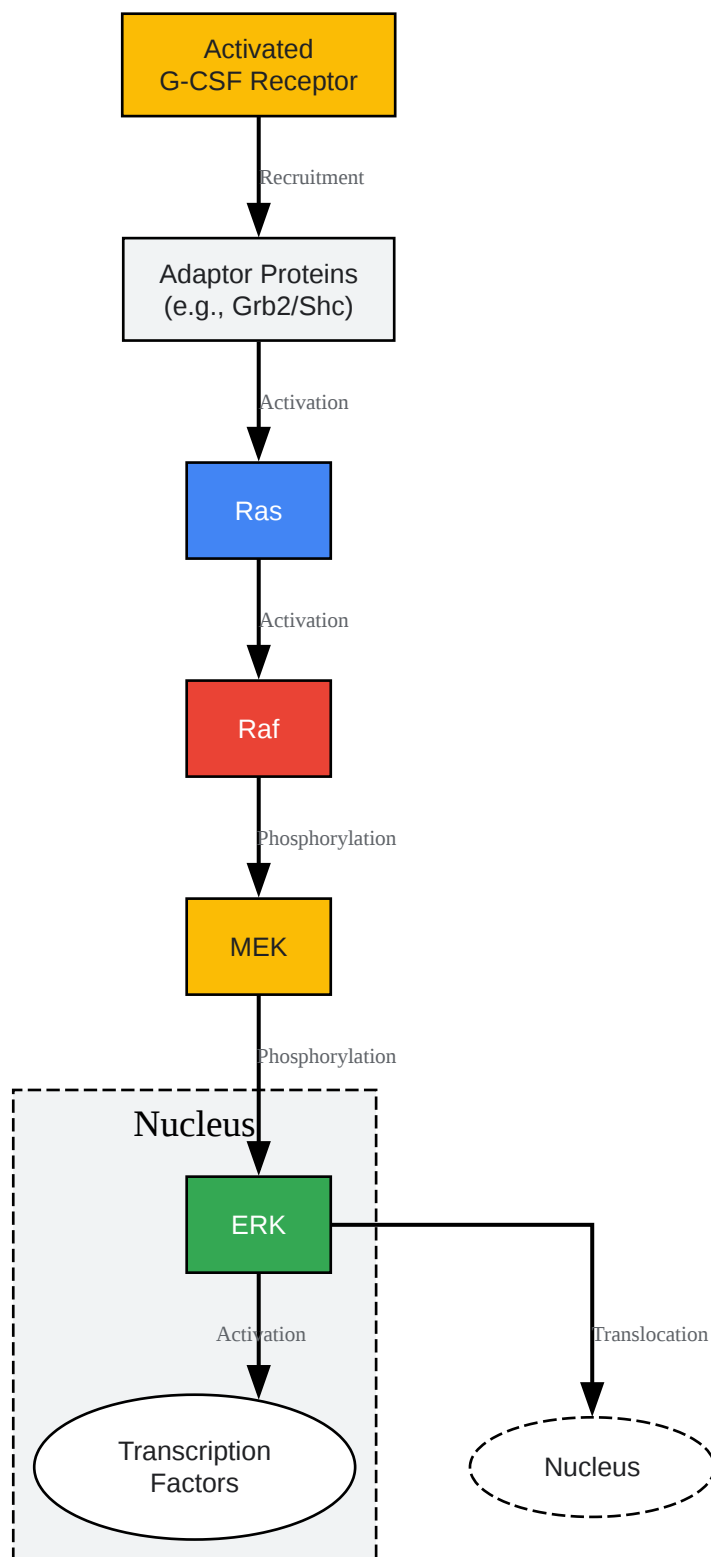 Activated
G-CSF Receptor
Recruitment
Adaptor Proteins
(e.g., Grb2/Shc)
Activation
Ras
Activation
Raf
Phosphorylation
MEK
Phosphorylation
Nucleus
ERK
Activation
Translocation
Transcription
Factors
Nucleus